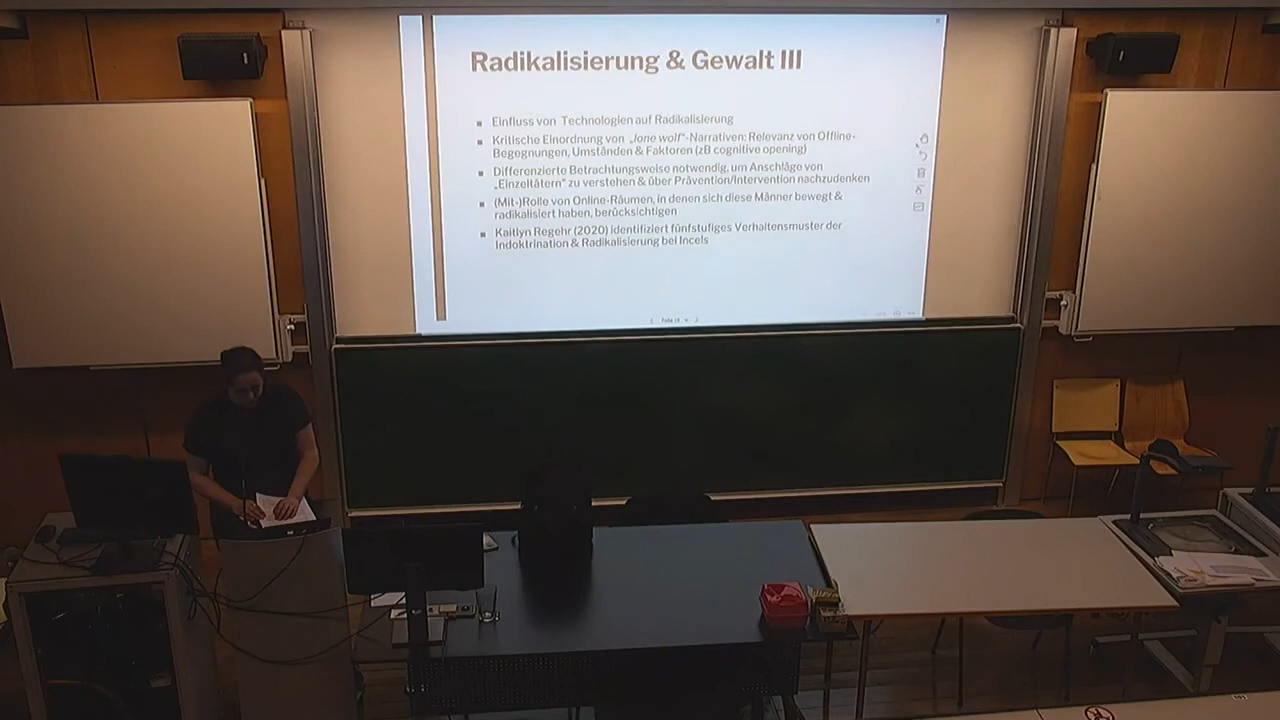 Radikalisierung & Gewalt III
Einfluss von Technologien auf Radikalisierung
Kritische Einordnung von „lone wolf“-Narrativen: Relevanz von Offline-
Begegnungen, Umständen & Faktoren (zB cognitive opening)
Differenzierte Betrachtungsweise notwendig, um Anschläge von
„Einzeltätern“ zu verstehen & über Prävention/Intervention nachzudenken
(Mit-)Rolle von Online-Räumen, in denen sich diese Männer bewegt &
radikalisiert haben, berücksichtigen
Kaitlyn Regehr (2020) identifiziert fünfstufiges Verhaltensmuster der
Indoktrination & Radikalisierung bei Incels